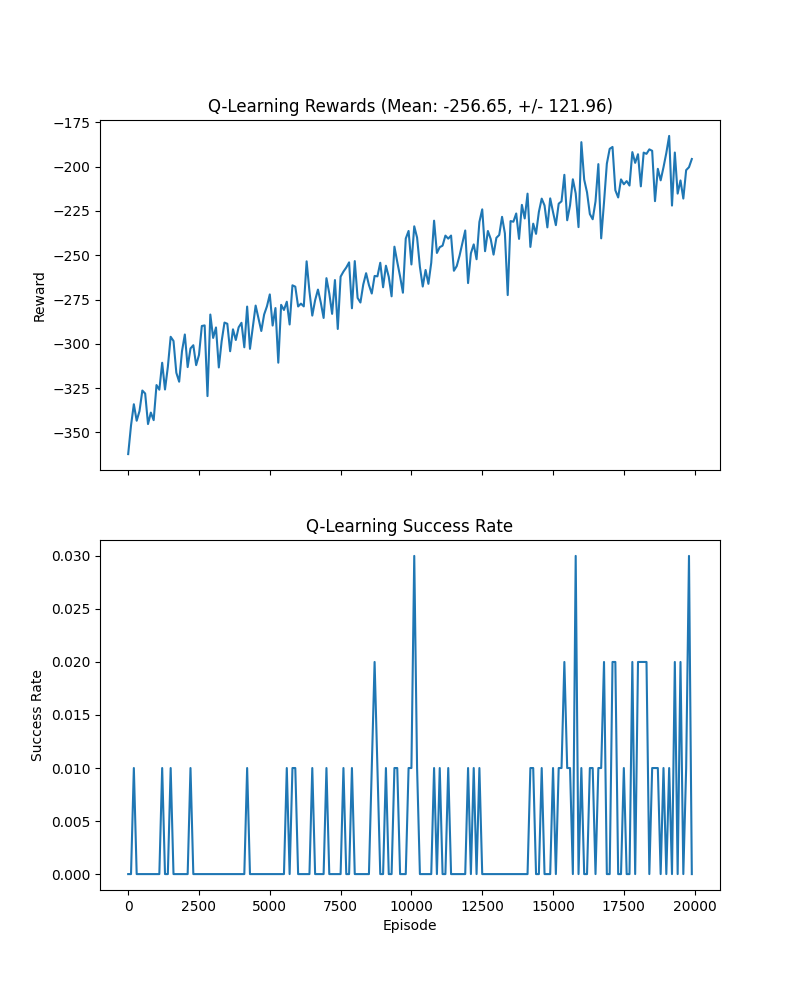 Q-Learning Rewards (Mean: -256.65, +/- 121.96)
−175
−200
−225
−250
−275
−300
−325
−350
Reward
Q-Learning Success Rate
0.030
0.025
0.020
0.015
0.010
0.005
0.000
Success Rate
0 2500 5000 7500 10000 12500 15000 17500 20000
Episode